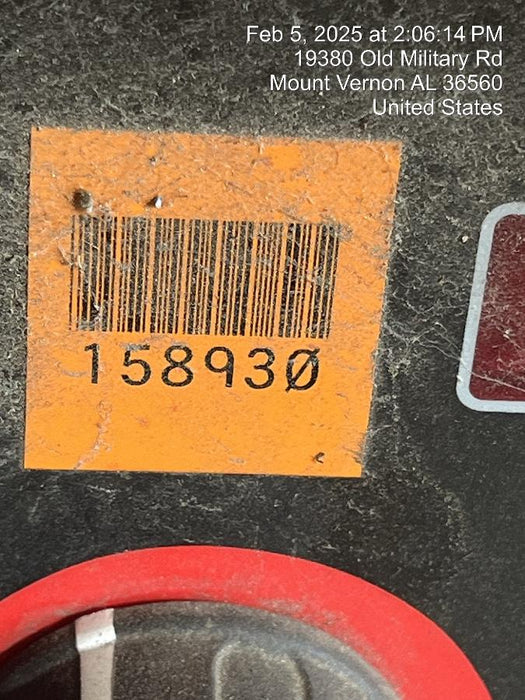 Feb 5, 2025 at 2:06:14 PM
19380 Old Military Rd
Mount Vernon AL 36560
United States
158930